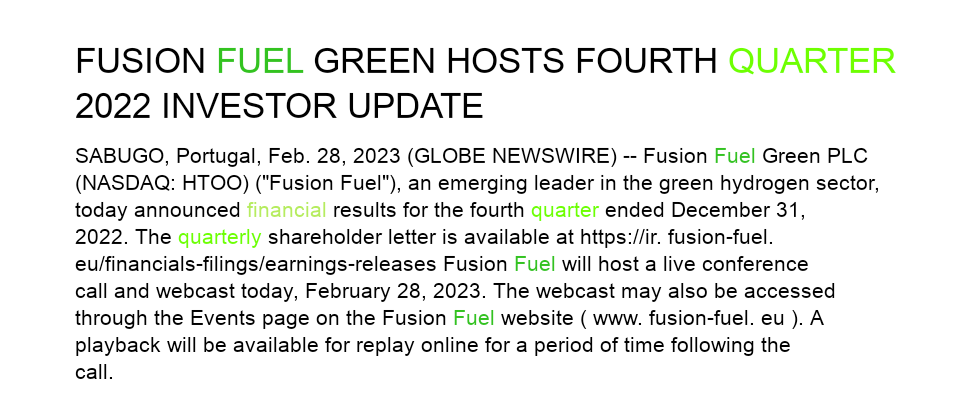 FUSION FUEL GREEN HOSTS FOURTH QUARTER
2022 INVESTOR UPDATE
SABUGO, Portugal, Feb. 28, 2023 (GLOBE NEWSWIRE) -- Fusion Fuel Green PLC
(NASDAQ: HTOO) ("Fusion Fuel"), an emerging leader in the green hydrogen sector,
today announced financial results for the fourth quarter ended December 31,
2022. The quarterly shareholder letter is available at https://ir. fusion-fuel.
eu/financials-filings/earnings-releases Fusion Fuel will host a live conference
call and webcast today, February 28, 2023. The webcast may also be accessed
through the Events page on the Fusion Fuel website ( www. fusion-fuel. eu ). A
playback will be available for replay online for a period of time following the
call.